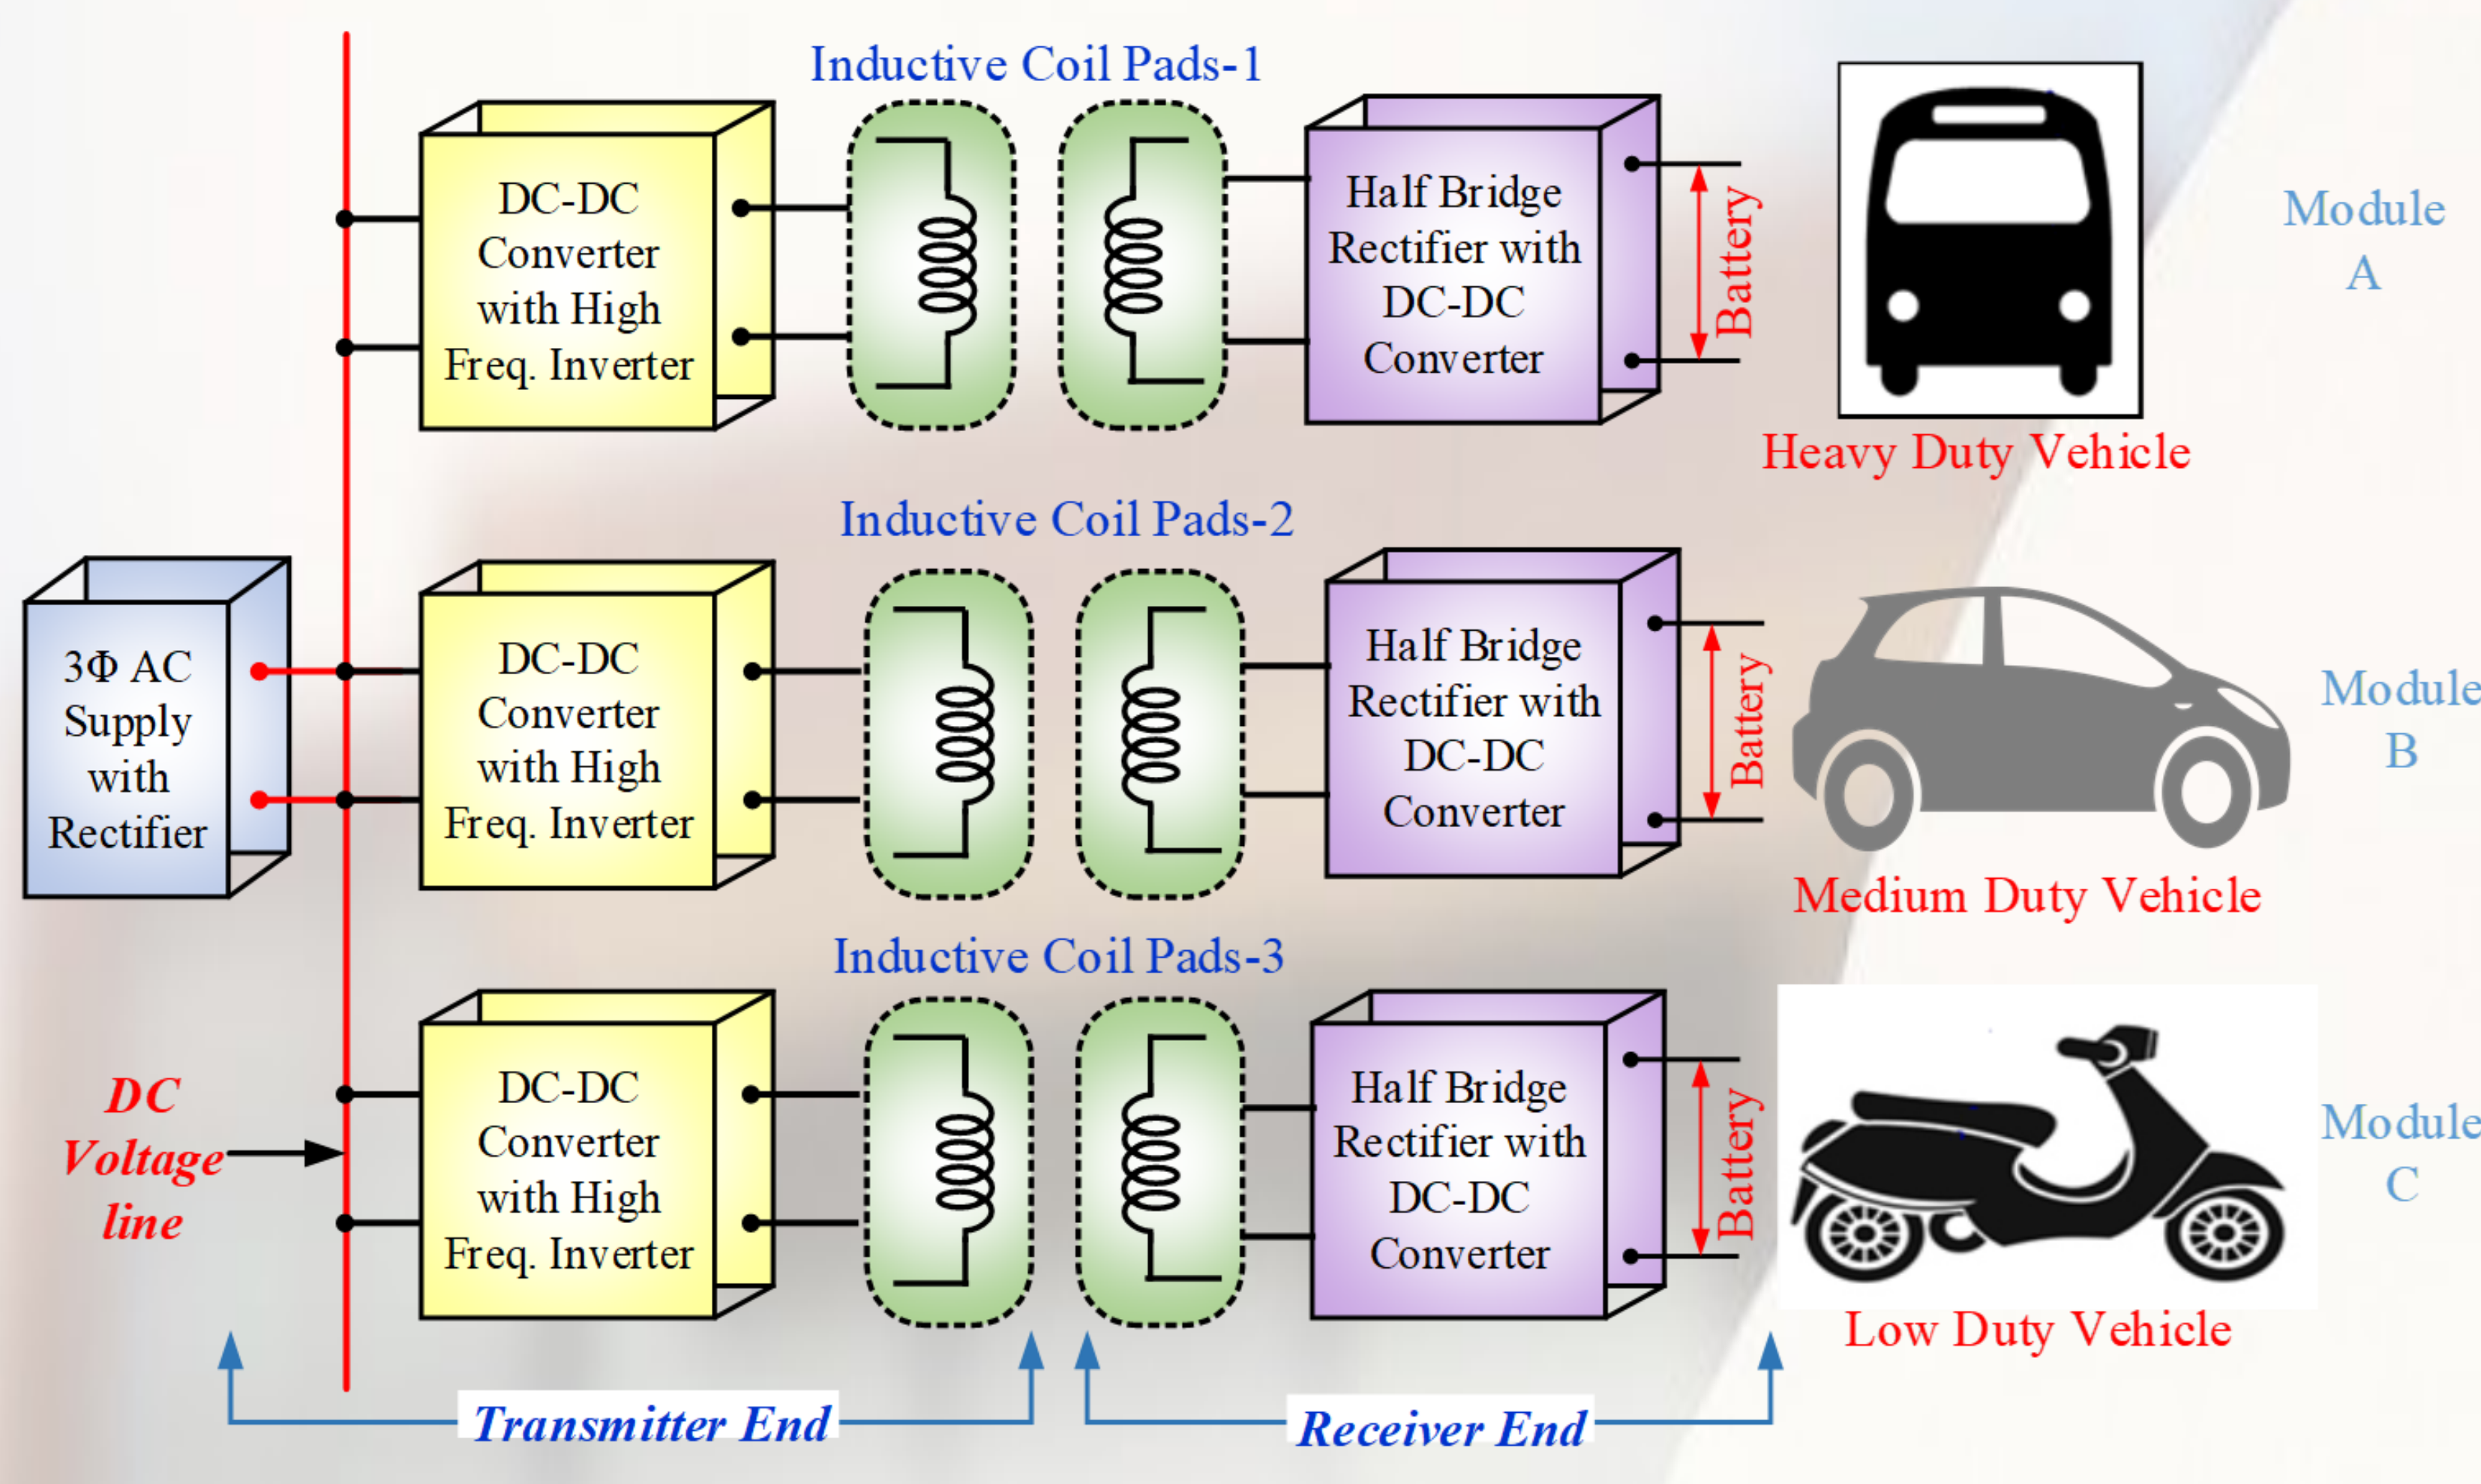 Inductive Coil Pads-1
DC-DC
Converter
with High
Freq. Inverter
Half Bridge
Rectifier with
DC-DC
Converter
Battery
Heavy Duty Vehicle
Module
A
Inductive Coil Pads-2
3Φ AC
Supply
with
Rectifier
DC-DC
Converter
with High
Freq. Inverter
Half Bridge
Rectifier with
DC-DC
Converter
Battery
Medium Duty Vehicle
Module
B
Inductive Coil Pads-3
DC
Voltage
line
DC-DC
Converter
with High
Freq. Inverter
Half Bridge
Rectifier with
DC-DC
Converter
Battery
Low Duty Vehicle
Module
C
Transmitter End
Receiver End